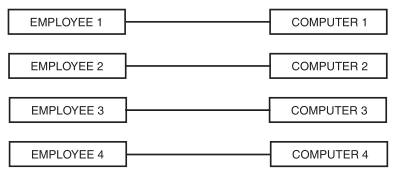 EMPLOYEE 1 COMPUTER 1
EMPLOYEE 2 COMPUTER 2
EMPLOYEE 3 COMPUTER 3
EMPLOYEE 4 COMPUTER 4